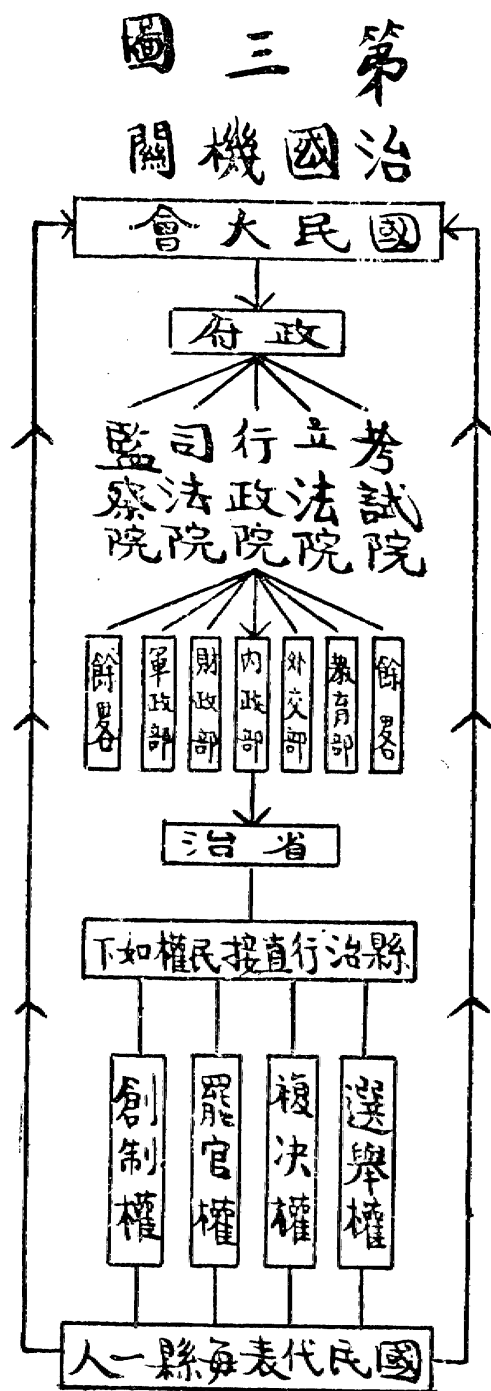 第三圖
治國機關
國民大會
政府
考試院
立法院
行政院
司法院
監察院
餘畧
教育部
外交部
內政部
財政部
軍政部
餘畧
省治
縣治行直接民權如下
選舉權
複決權
罷官權
創制權
國民代表每縣一人